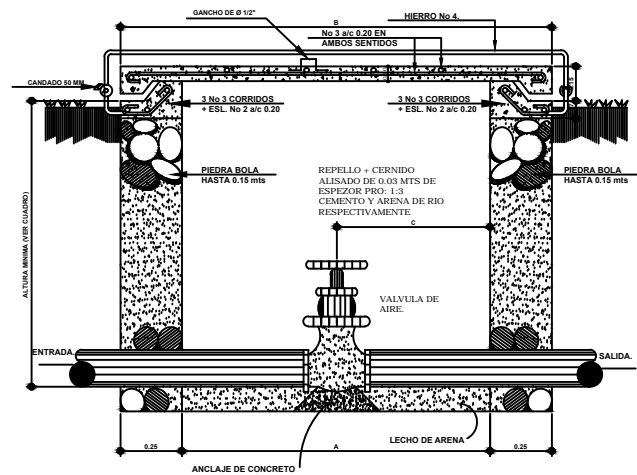 B
GANCHO DE Ø 1/2"
HIERRO No 4.
No 3 a/c 0.20 EN
AMBOS SENTIDOS
CANDADO 50 MM.
3 No 3 CORRIDOS
+ ESL. No 2 a/c 0.20
3 No 3 CORRIDOS
+ ESL. No 2 a/c 0.20
PIEDRA BOLA
HASTA 0.15 mts
REPELLO + CERNIDO
ALISADO DE 0.03 MTS DE
ESPEZOR PRO: 1:3
CEMENTO Y ARENA DE RIO
RESPECTIVAMENTE
PIEDRA BOLA
HASTA 0.15 mts
C
ALTURA MINIMA (VER CUADRO)
VALVULA DE
AIRE.
ENTRADA.
SALIDA.
LECHO DE ARENA
0.25
A
0.25
ANCLAJE DE CONCRETO